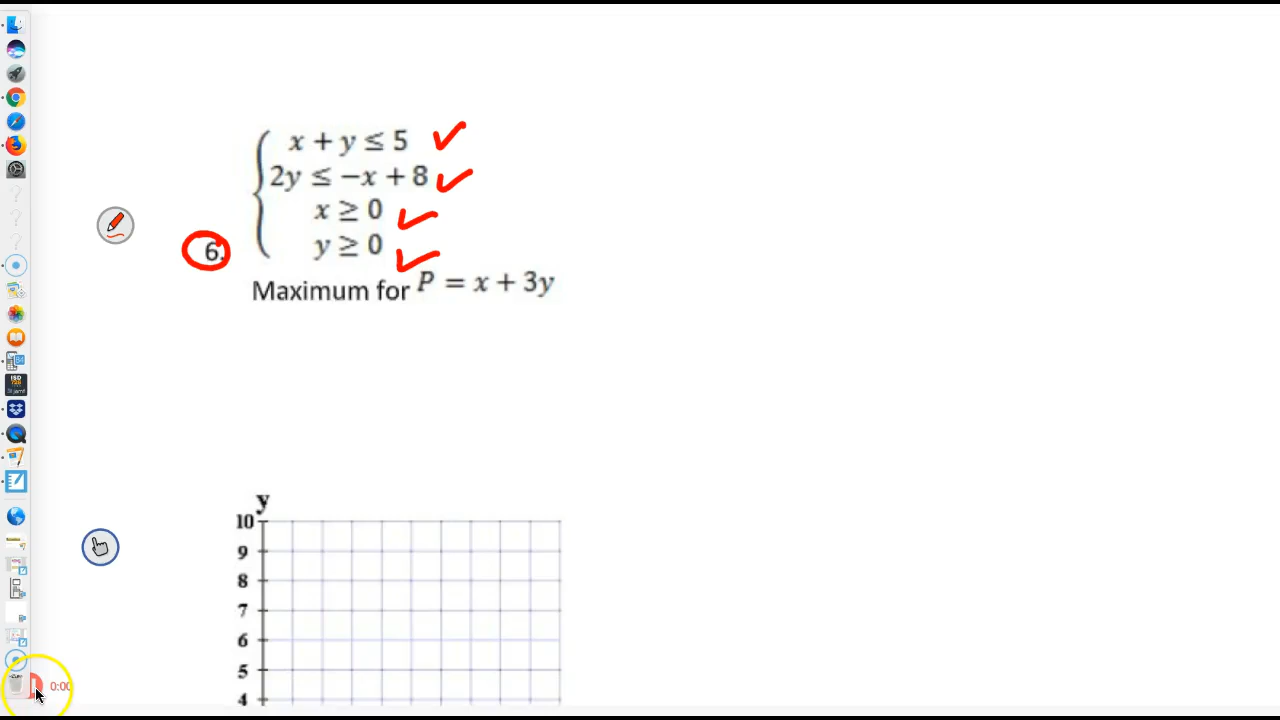 x + y ≤ 5
2y ≤ −x + 8
x ≥ 0
6. y ≥ 0
Maximum for P = x + 3y
y
10
9
8
7
6
5
4
0:00